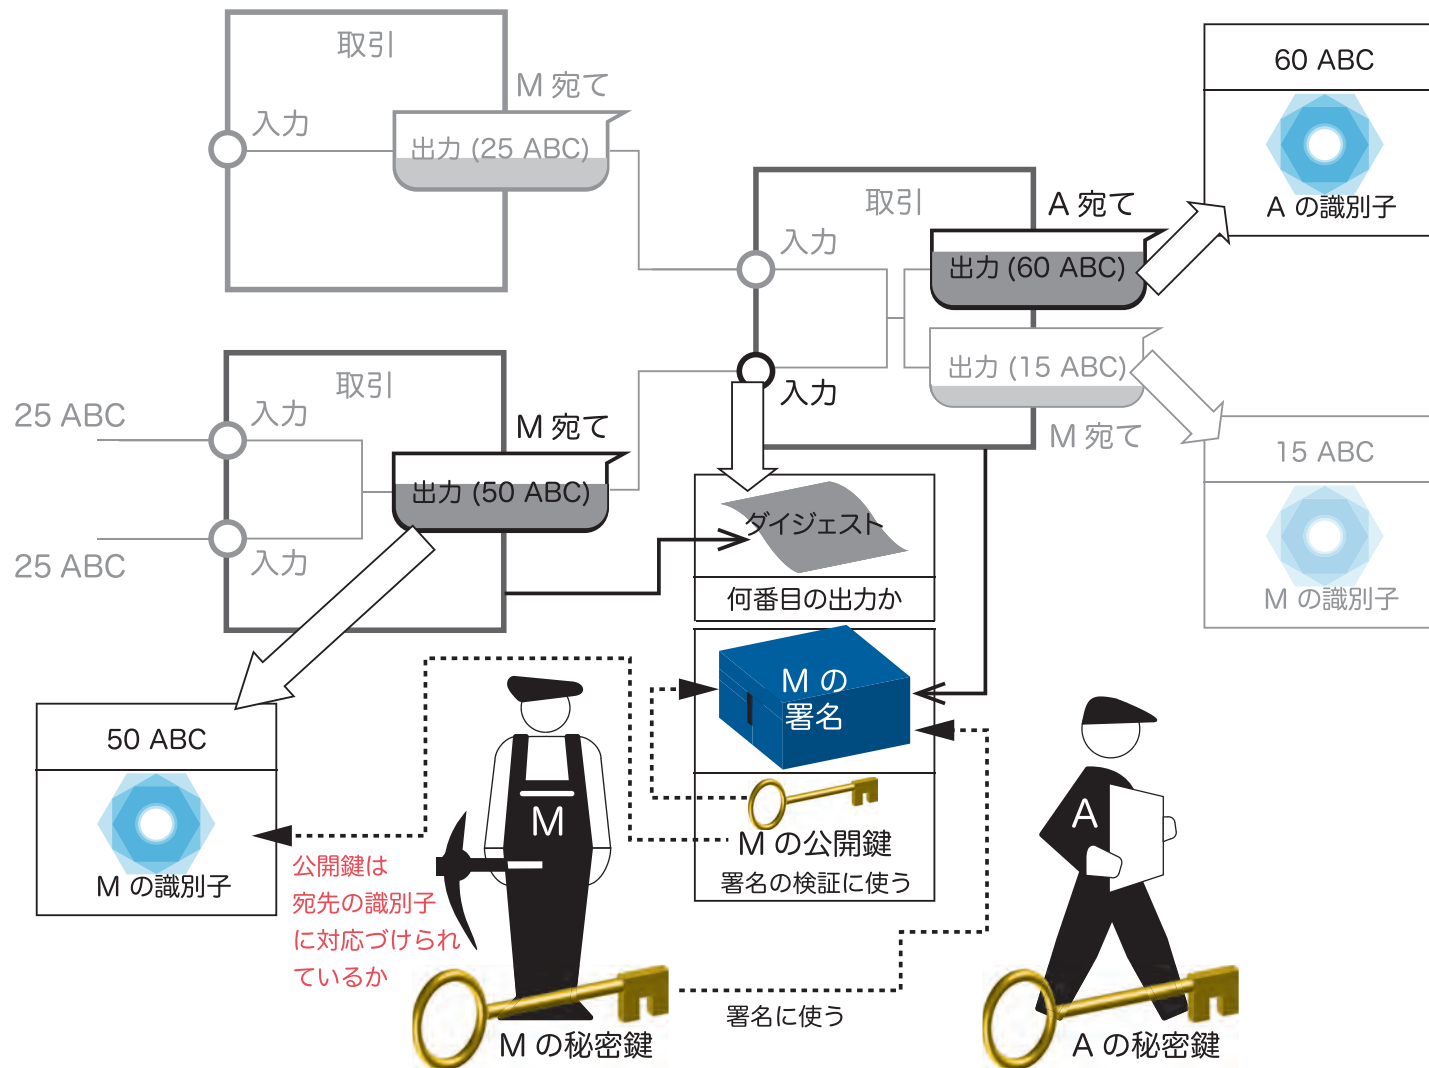 取引
M 宛て
入力
出力 (25 ABC)
60 ABC
A の識別子
取引
A 宛て
入力
出力 (60 ABC)
出力 (15 ABC)
入力
M 宛て
15 ABC
M の識別子
取引
25 ABC
入力
M 宛て
出力 (50 ABC)
25 ABC
入力
ダイジェスト
何番目の出力か
M の
署名
M の公開鍵
署名の検証に使う
50 ABC
M の識別子
公開鍵は
宛先の識別子
に対応づけられ
ているか
M
A
署名に使う
M の秘密鍵
A の秘密鍵